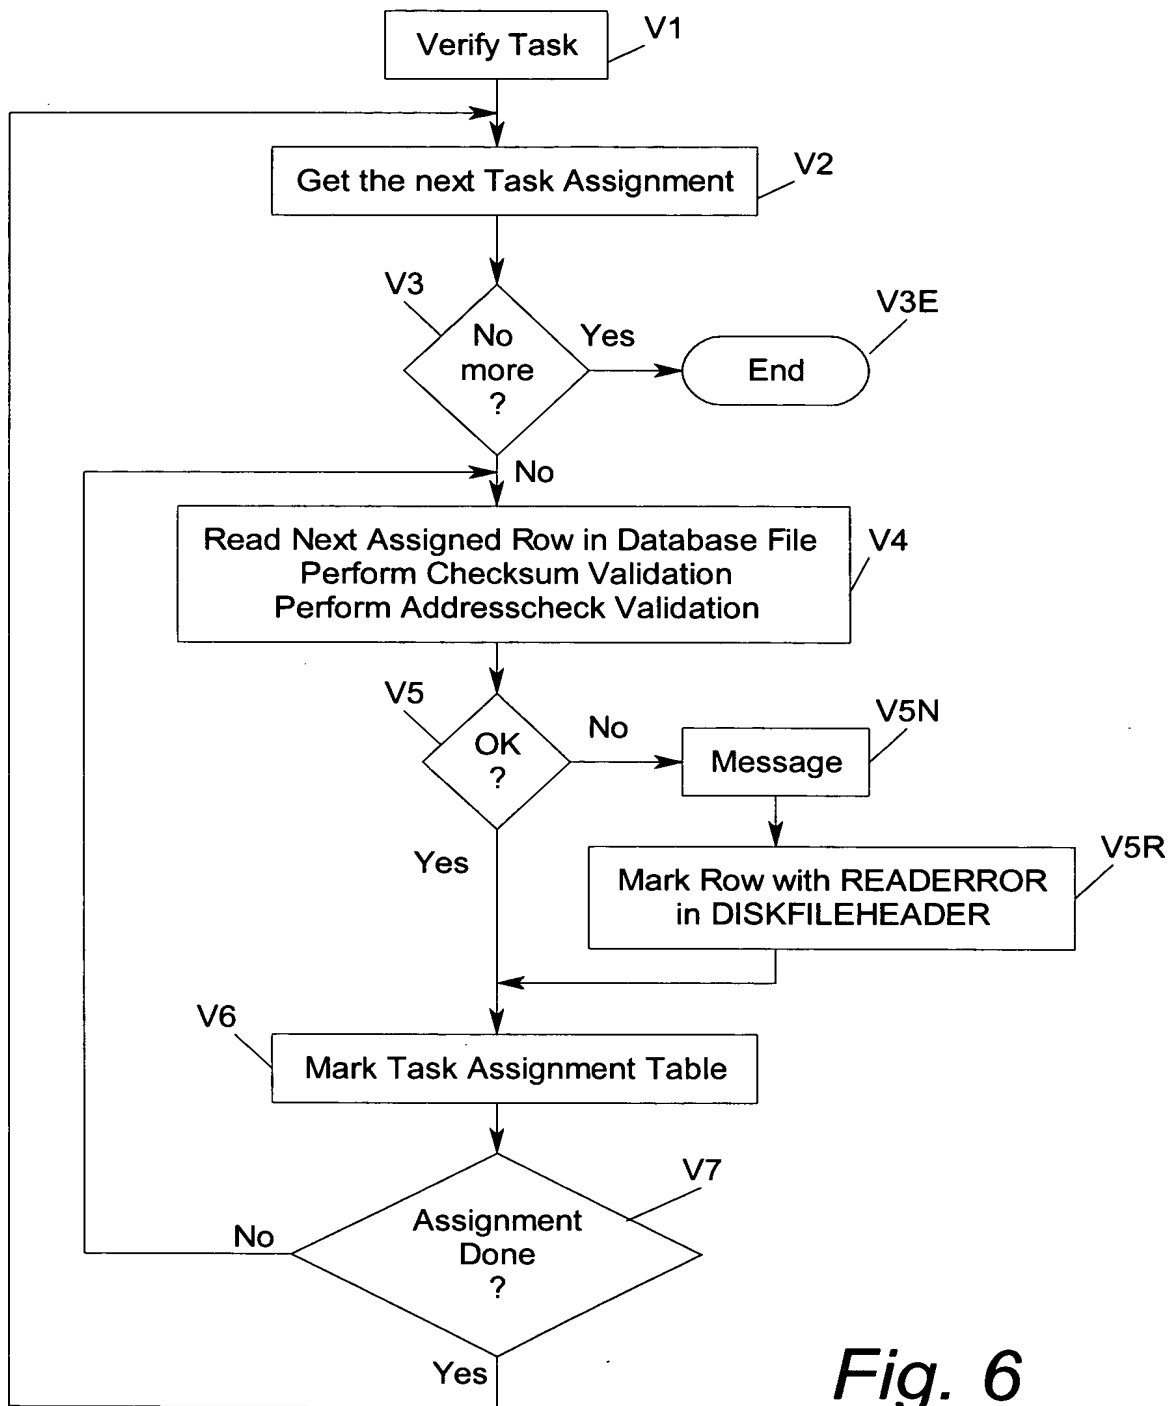 Verify Task
V1
Get the next Task Assignment
V2
V3
No
more
?
Yes
End
V3E
No
Read Next Assigned Row in Database File
Perform Checksum Validation
Perform Addresscheck Validation
V4
V5
OK
?
No
Message
V5N
Yes
Mark Row with READERROR
in DISKFILEHEADER
V5R
V6
Mark Task Assignment Table
V7
Assignment
Done
?
No
Yes
Fig. 6